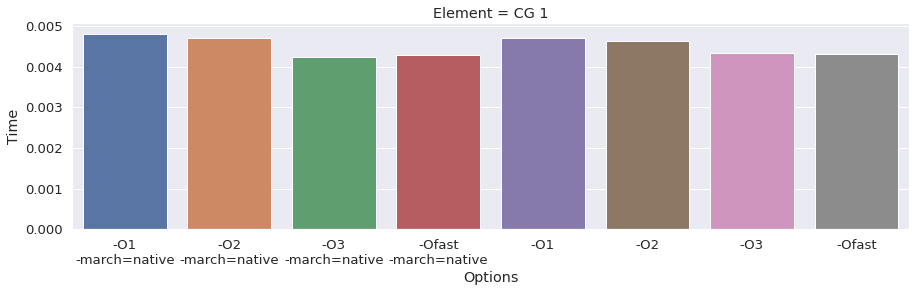 Element = CG 1
Time
0.005
0.004
0.003
0.002
0.001
0.000
-O1
-march=native
-O2
-march=native
-O3
-march=native
-Ofast
-march=native
-O1
-O2
-O3
-Ofast
Options